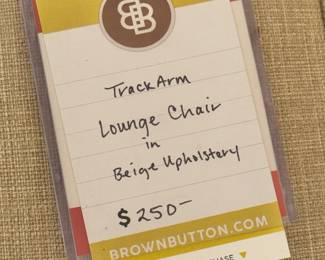 B B
Track Arm
Lounge Chair
in
Beige Upholstery
$250-
BROWNBUTTON.COM